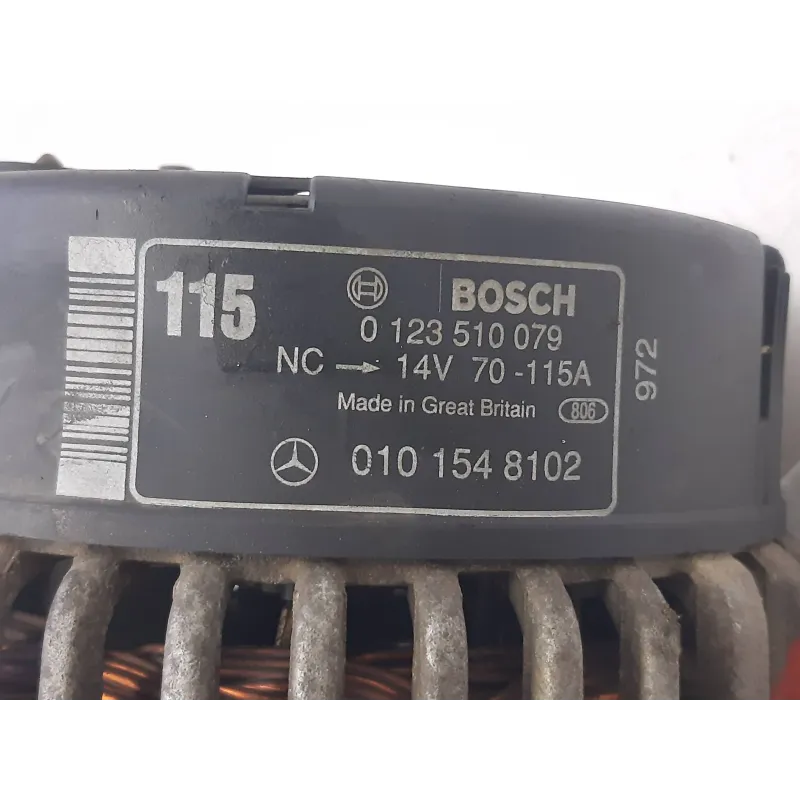 115
BOSCH
0 123 510 079
NC → 14V 70-115A
Made in Great Britain 806
010 154 8102
972